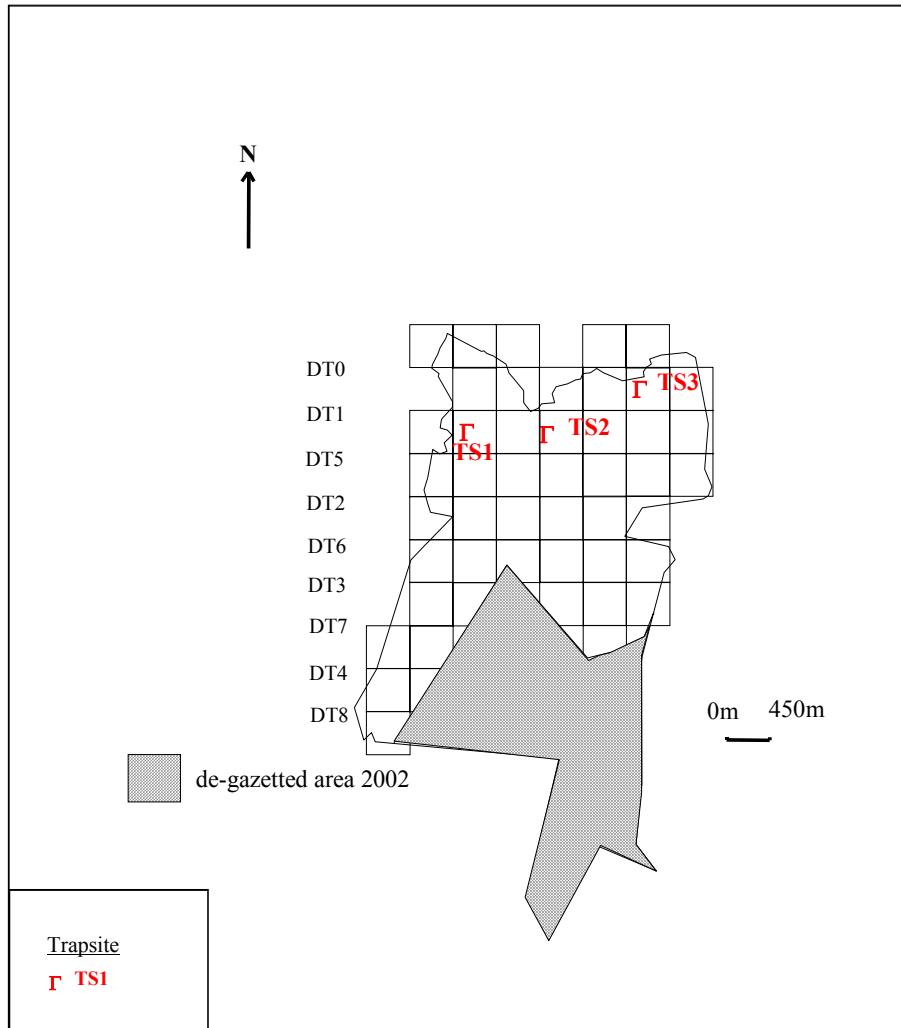 N
DT0
TS3
DT1
TS2
TS1
DT5
DT2
DT6
DT3
DT7
DT4
DT8
0m 450m
de-gazetted area 2002
Trapsite
TS1